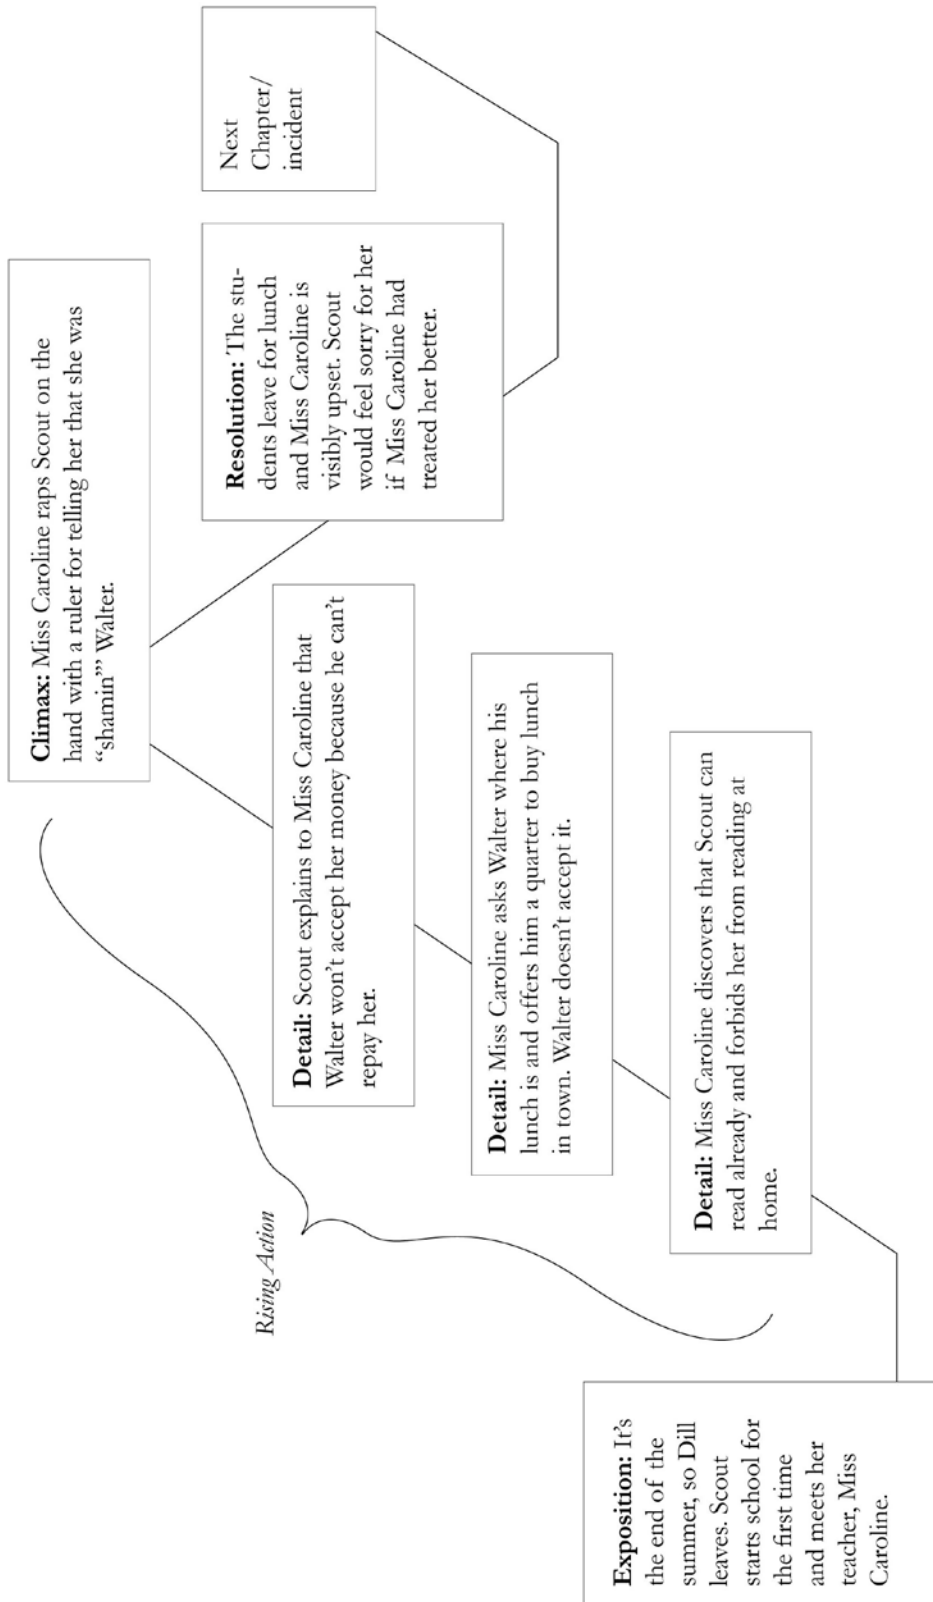 Exposition: It’s
the end of the
summer, so Dill
leaves. Scout
starts school for
the first time
and meets her
teacher, Miss
Caroline.
Rising Action
Detail: Miss Caroline discovers that Scout can
read already and forbids her from reading at
home.
Detail: Miss Caroline asks Walter where his
lunch is and offers him a quarter to buy lunch
in town. Walter doesn’t accept it.
Detail: Scout explains to Miss Caroline that
Walter won’t accept her money because he can’t
repay her.
Climax: Miss Caroline raps Scout on the
hand with a ruler for telling her that she was
“shamin’” Walter.
Resolution: The stu-
dents leave for lunch
and Miss Caroline is
visibly upset. Scout
would feel sorry for her
if Miss Caroline had
treated her better.
Next
Chapter/
incident